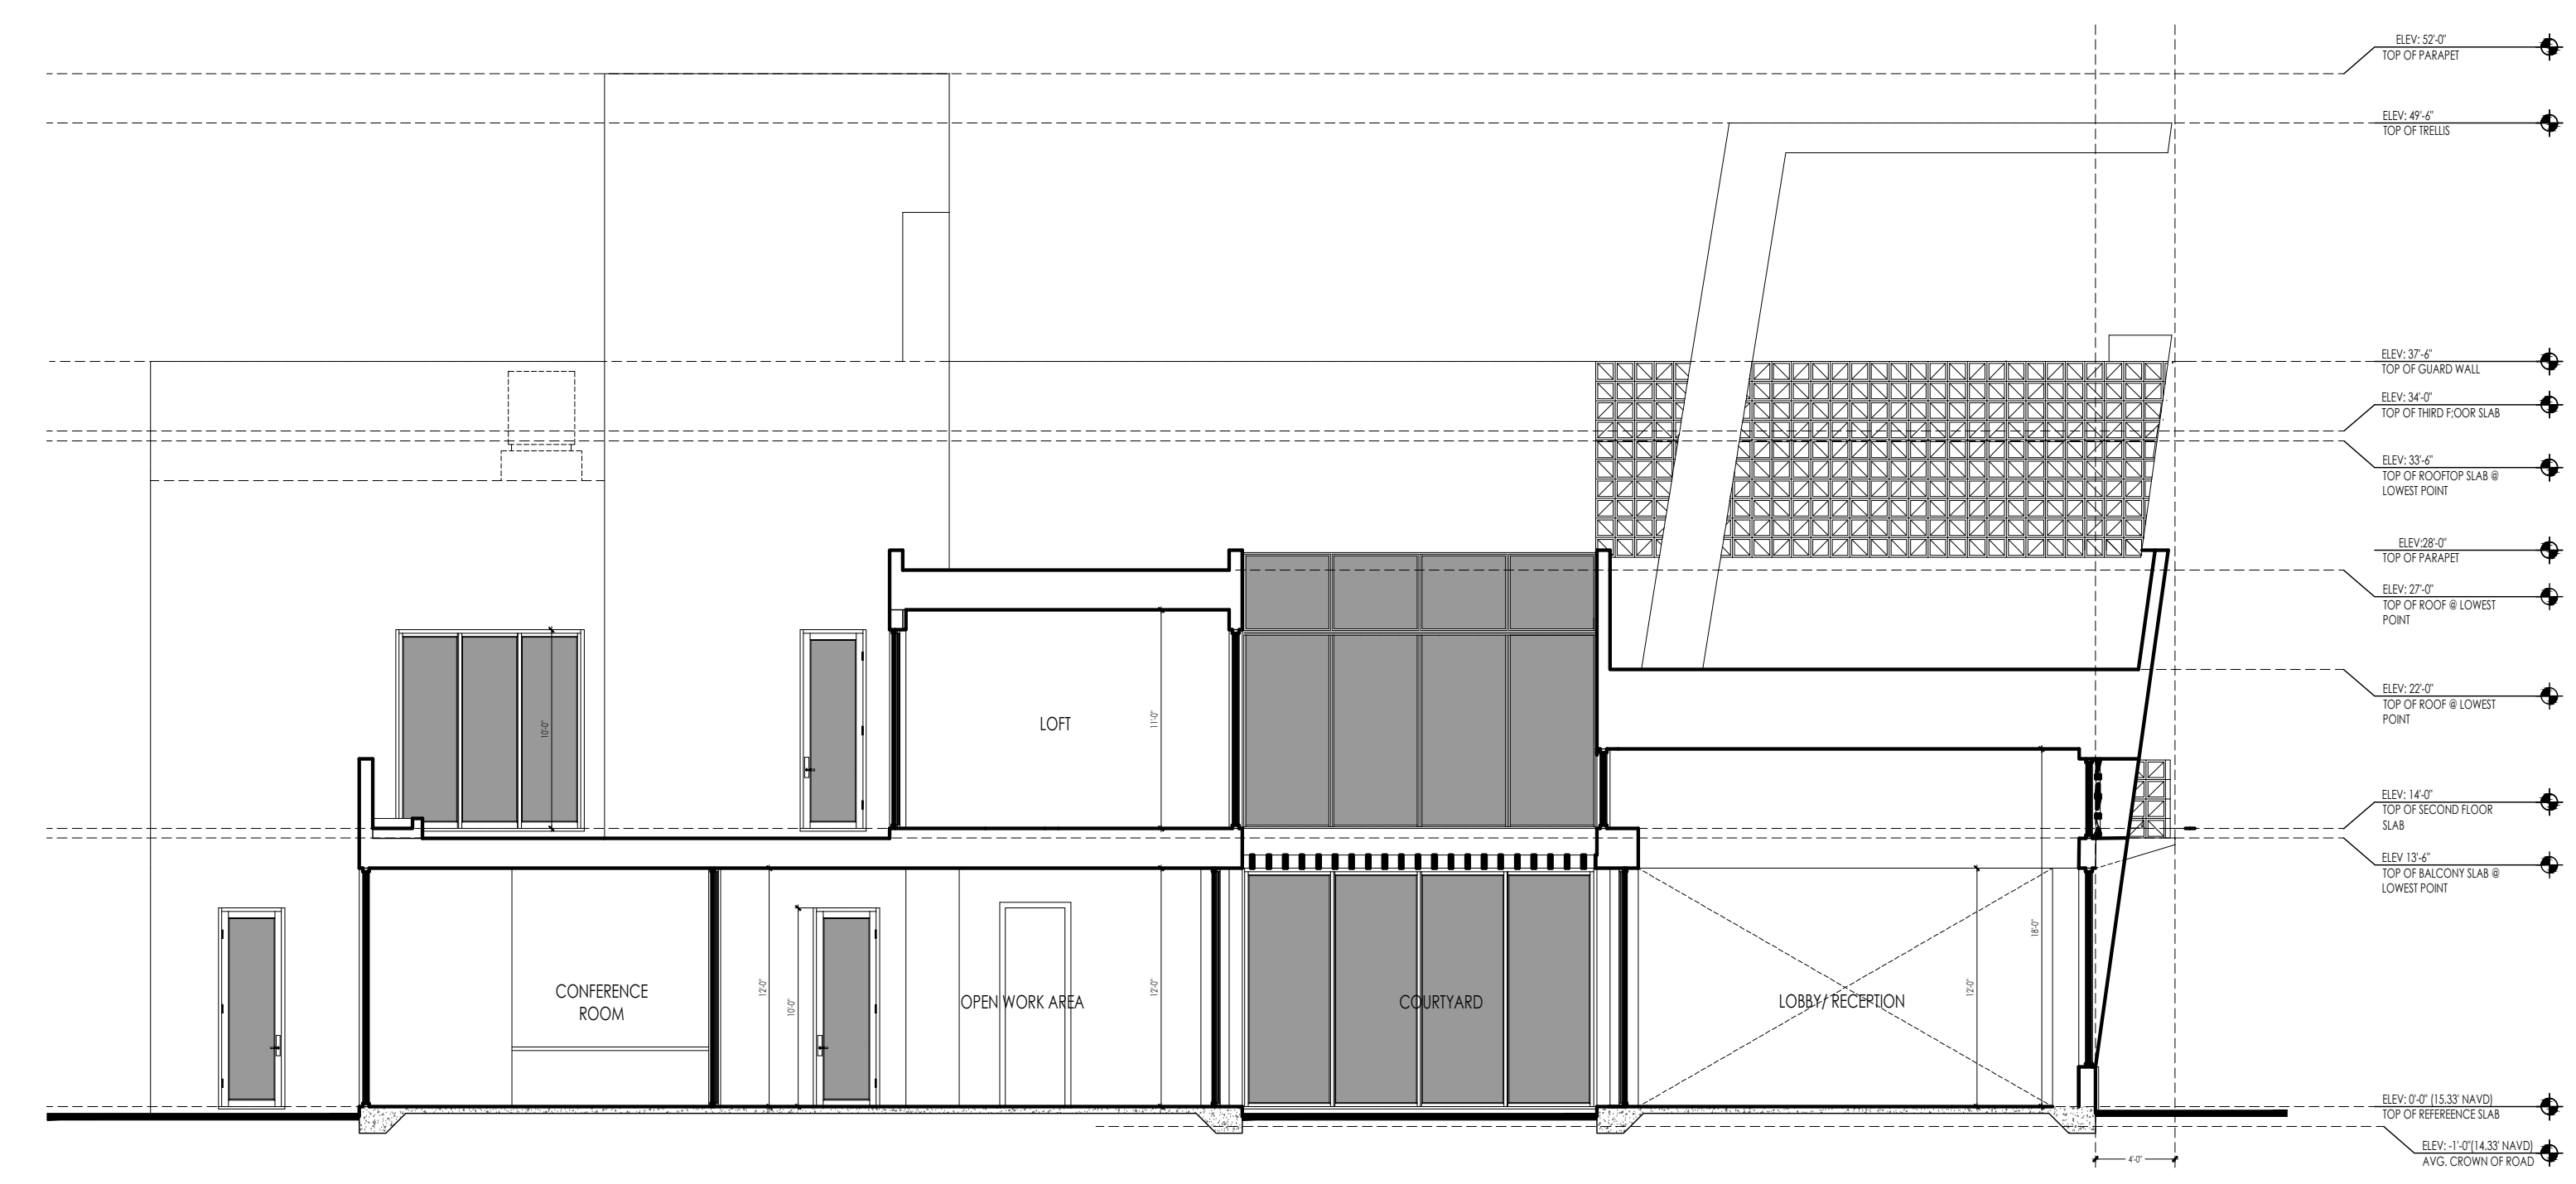 ELEV: 52'-0"
TOP OF PARAPET
ELEV: 49'-6"
TOP OF TRELLIS
ELEV: 37'-6"
TOP OF GUARD WALL
ELEV: 34'-0"
TOP OF THIRD F;OOR SLAB
ELEV: 33'-6"
TOP OF ROOFTOP SLAB @
LOWEST POINT
ELEV:28'-0"
TOP OF PARAPET
ELEV: 27'-0"
TOP OF ROOF @ LOWEST
POINT
ELEV: 22'-0"
TOP OF ROOF @ LOWEST
POINT
ELEV: 14'-0"
TOP OF SECOND FLOOR
SLAB
ELEV 13'-6"
TOP OF BALCONY SLAB @
LOWEST POINT
ELEV: 0'-0" (15.33' NAVD)
TOP OF REFEREENCE SLAB
ELEV: -1'-0"(14.33' NAVD)
AVG. CROWN OF ROAD
10'-0"
LOFT
11'-0"
CONFERENCE
ROOM
12'-0"
10'-0"
OPEN WORK AREA
12'-0"
COURTYARD
LOBBY/ RECEPTION
12'-0"
18'-0"
4'-0"